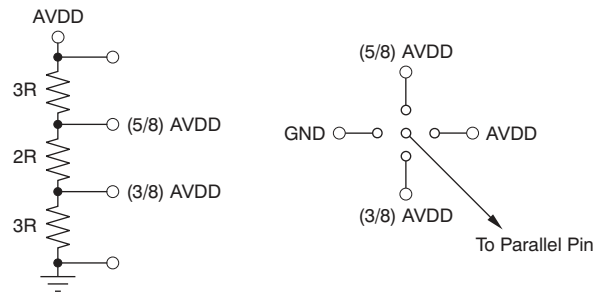 AVDD
3R
(5/8) AVDD
2R
(3/8) AVDD
3R
(5/8) AVDD
GND
AVDD
(3/8) AVDD
To Parallel Pin